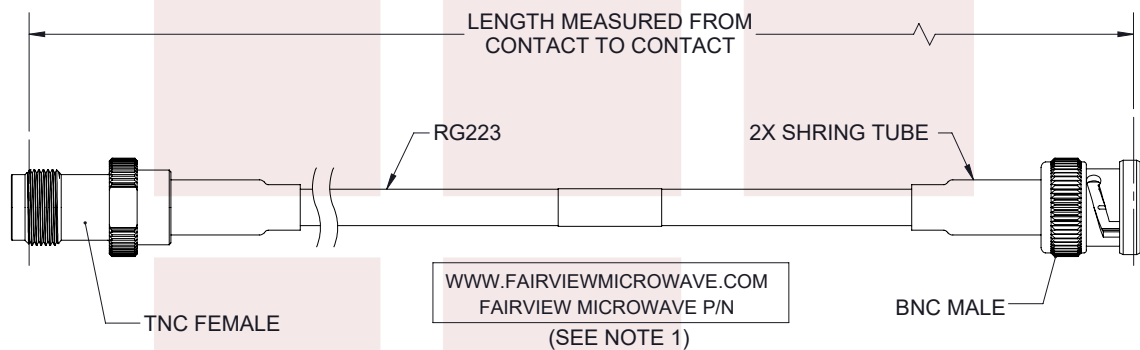 LENGTH MEASURED FROM
CONTACT TO CONTACT
RG223
2X SHRING TUBE
WWW.FAIRVIEWMICROWAVE.COM
FAIRVIEW MICROWAVE P/N
(SEE NOTE 1)
TNC FEMALE
BNC MALE